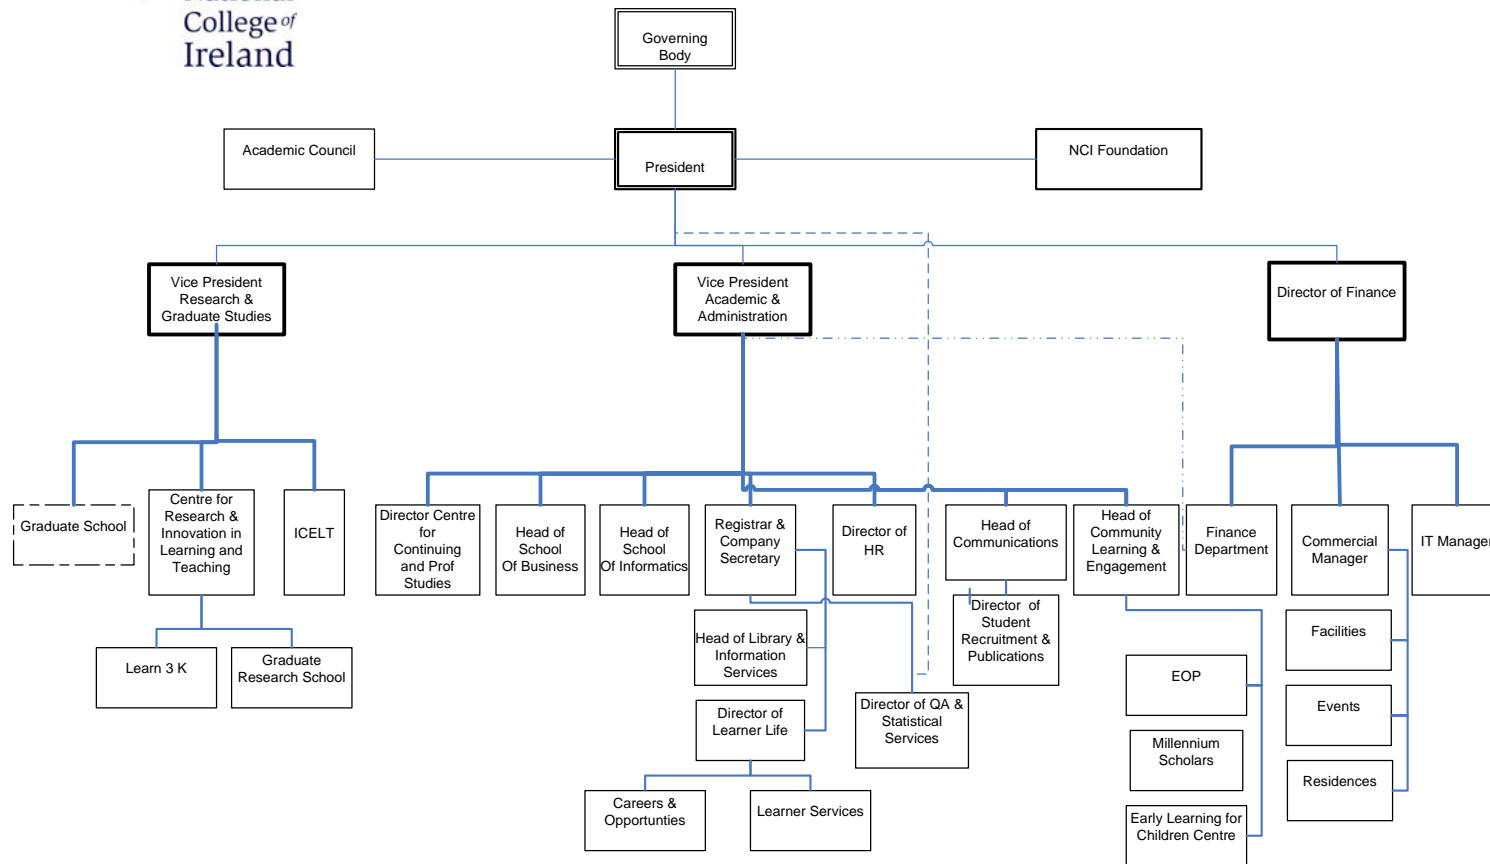 College of
Ireland
Governing
Body
Academic Council
President
NCI Foundation
Vice President
Research &
Graduate Studies
Vice President
Academic &
Administration
Director of Finance
Graduate School
Centre for
Research &
Innovation in
Learning and
Teaching
ICELT
Director Centre
for
Continuing
and Prof
Studies
Head of
School
Of Business
Head of
School
Of Informatics
Registrar &
Company
Secretary
Director of
HR
Head of
Communications
Head of
Community
Learning &
Engagement
Finance
Department
Commercial
Manager
IT Manager
Learn 3 K
Graduate
Research School
Head of Library &
Information
Services
Director of
Student
Recruitment &
Publications
Facilities
EOP
Director of
Learner Life
Director of QA &
Statistical
Services
Events
Millennium
Scholars
Residences
Careers &
Opportunties
Learner Services
Early Learning for
Children Centre